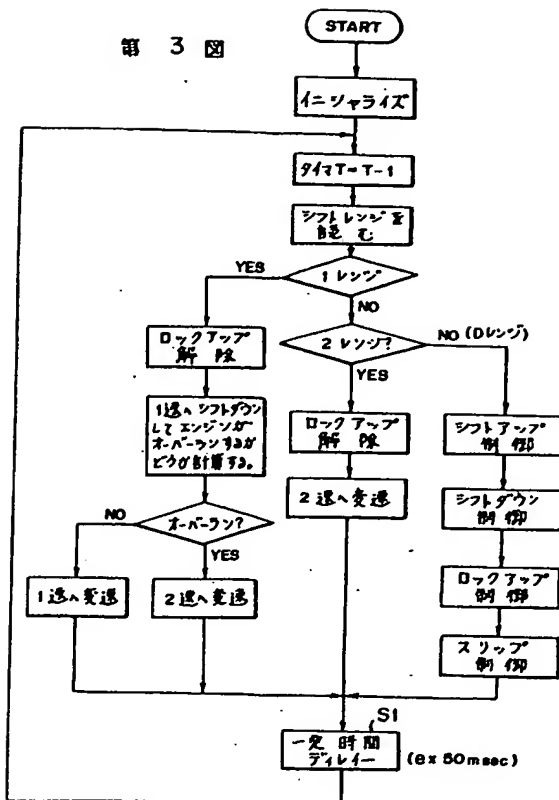 第 3 図
START
イニシャライズ
タイマT=T-1
シフトレンジを
読む
1レンジ
YES
NO
ロックアップ
解除
2レンジ?
NO (Dレンジ)
YES
1速へシフトダウン
してエンジンが
オーバーランするか
どうか計算する。
ロックアップ
解除
シフトアップ
制御
2速へ変速
シフトダウン
制御
オーバーラン?
NO
YES
ロックアップ
制御
1速へ変速
2速へ変速
スリップ
制御
S1
一定時間
ディレイー
(ex 50msec)